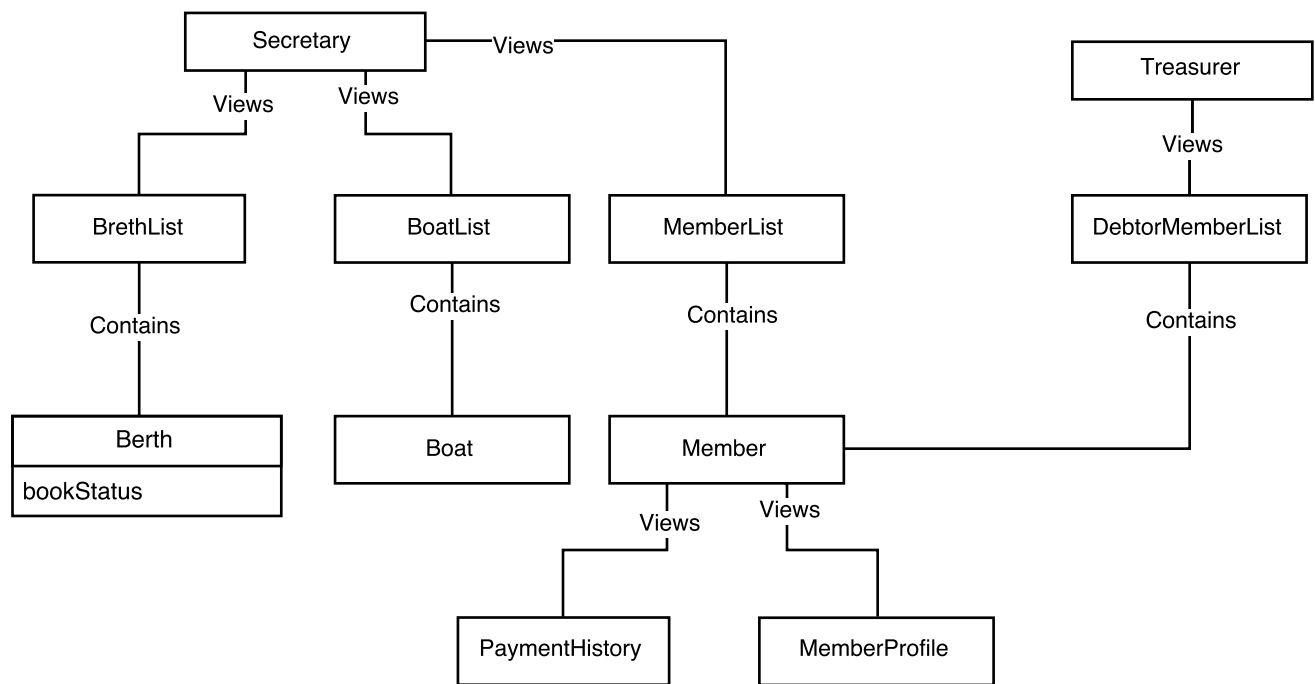 Secretary
Views
Treasurer
Views
Views
Views
BrethList
BoatList
MemberList
DebtorMemberList
Contains
Contains
Contains
Contains
Berth
bookStatus
Boat
Member
Views
Views
PaymentHistory
MemberProfile